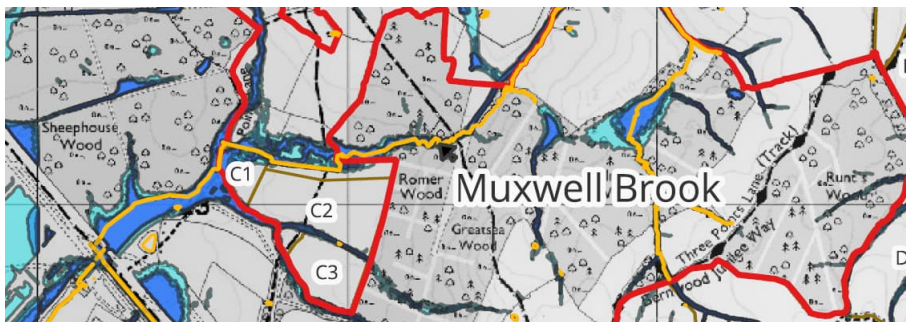 Sheephouse
Wood
C1
C2
C3
Romer
Wood
Muxwell Brook
Greatsea
Wood
Three Points Lane (Track)
Bernwood Jubilee Way
Runt's
Wood
D